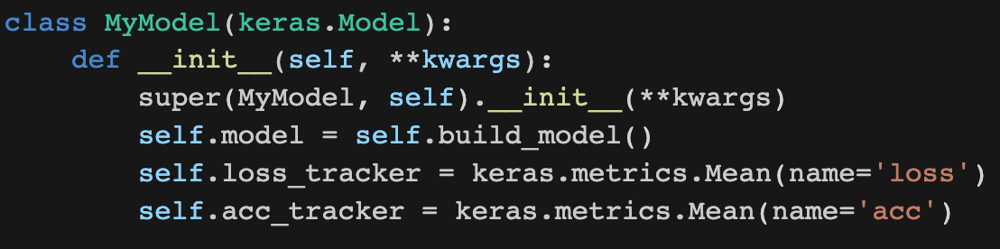 class MyModel(keras.Model):
    def __init__(self, **kwargs):
        super(MyModel, self).__init__(**kwargs)
        self.model = self.build_model()
        self.loss_tracker = keras.metrics.Mean(name='loss')
        self.acc_tracker = keras.metrics.Mean(name='acc')